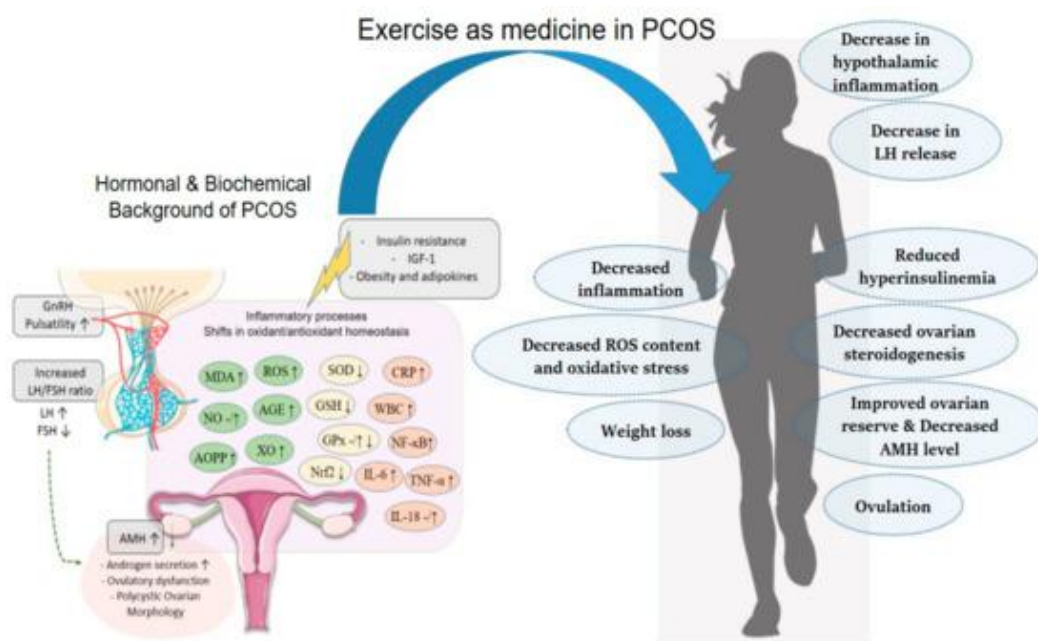 Exercise as medicine in PCOS
Hormonal & Biochemical
Background of PCOS
- Insulin resistance
- IGF-1
- Obesity and adipokines
GnRH
Pulsatility ↑
Increased
LH/FSH ratio
LH ↑
FSH ↓
Inflammatory processes
Shifts in oxidant/antioxidant homeostasis
MDA ↑
ROS ↑
SOD ↓
CRP ↑
NO -/↑
AGE ↑
GSH ↓
WBC ↑
AOPP ↑
XO ↑
GPx -/↑ ↓
NF-κB↑
Nrf2 ↓
IL-6 ↑
TNF-α ↑
IL-18 -/↑
AMH ↑
- Androgen secretion ↑
- Ovulatory dysfunction
- Polycystic Ovarian
Morphology
Decrease in
hypothalamic
inflammation
Decrease in
LH release
Decreased
inflammation
Reduced
hyperinsulinemia
Decreased ROS content
and oxidative stress
Decreased ovarian
steroidogenesis
Weight loss
Improved ovarian
reserve & Decreased
AMH level
Ovulation